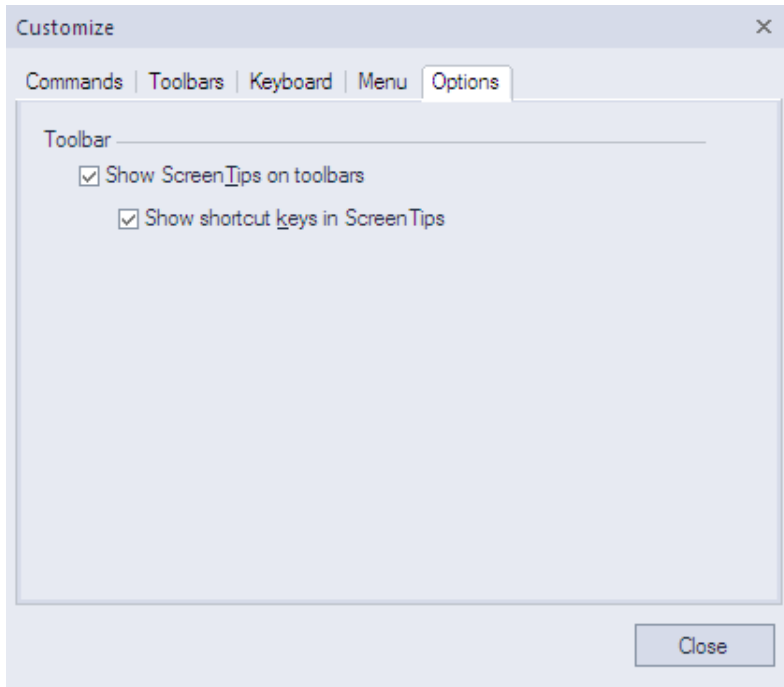 Customize
Commands Toolbars Keyboard Menu Options
Toolbar
Show ScreenTips on toolbars
Show shortcut keys in ScreenTips
Close